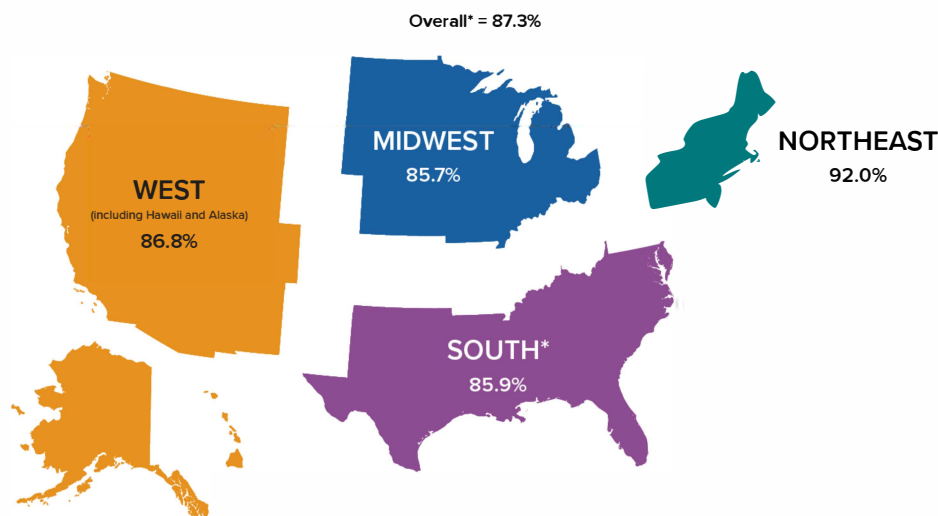 Overall* = 87.3%
WEST
(including Hawaii and Alaska)
86.8%
MIDWEST
85.7%
NORTHEAST
92.0%
SOUTH*
85.9%